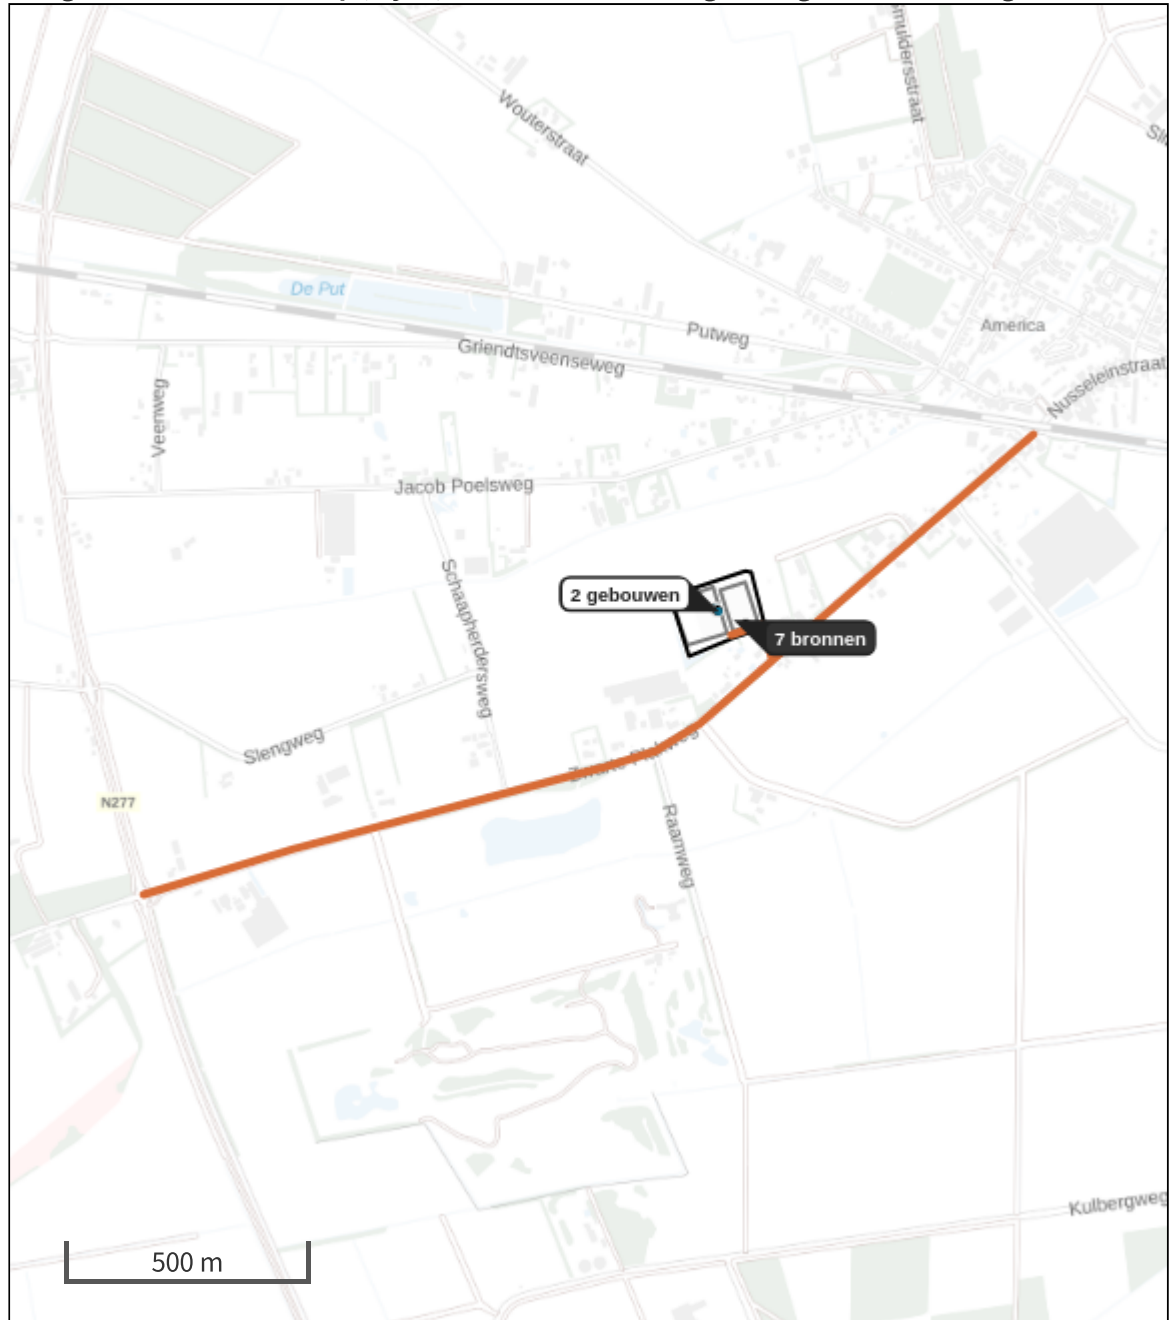 Wouterstraat
muldersstraat
De Put
Putweg
America
Griendtsveenseweg
Nusseleinstraat
Veenweg
Jacob Poelsweg
Schaapherdersweg
2 gebouwen
7 bronnen
Slengweg
N277
Raamweg
Kulbergweg
500 m